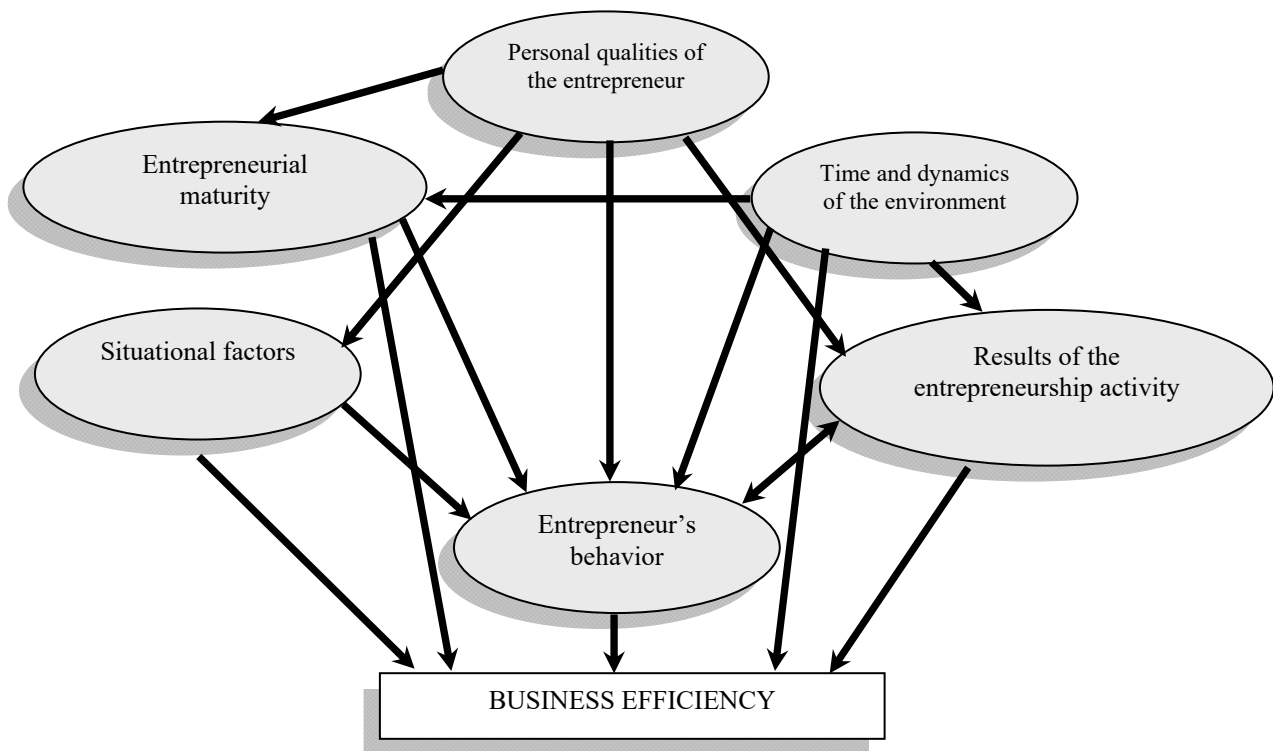 Personal qualities of
the entrepreneur
Entrepreneurial
maturity
Time and dynamics
of the environment
Situational factors
Results of the
entrepreneurship activity
Entrepreneur’s
behavior
BUSINESS EFFICIENCY